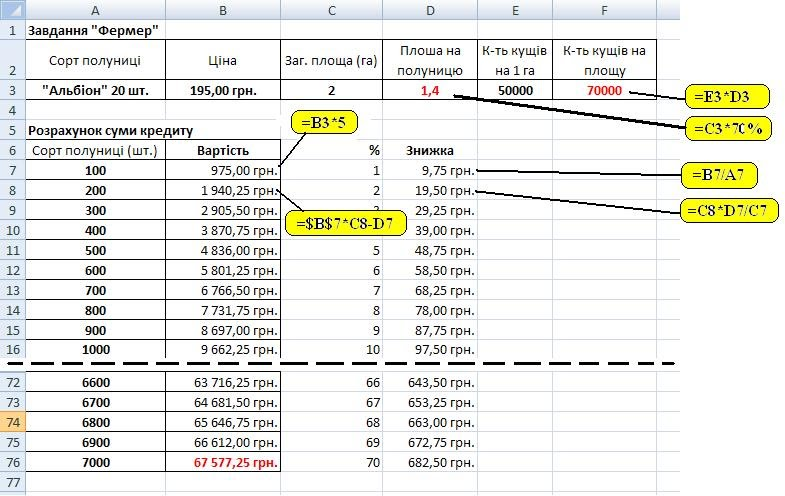 A B C D E F
1 Завдання "Фермер"
2 Сорт полуниці Ціна Заг. площа (га) Плоша на полуницю К-ть кущів на 1 га К-ть кущів на площу
3 "Альбіон" 20 шт. 195,00 грн. 2 1,4 50000 70000 =E3*D3
4 =B3*5 =C3*70%
5 Розрахунок суми кредиту
6 Сорт полуниці (шт.) Вартість % Знижка
7 100 975,00 грн. 1 9,75 грн. =B7/A7
8 200 1 940,25 грн. 2 19,50 грн. =C8*D7/C7
9 300 2 905,50 грн. 29,25 грн. =$B$7*C8-D7
10 400 3 870,75 грн. 39,00 грн.
11 500 4 836,00 грн. 5 48,75 грн.
12 600 5 801,25 грн. 6 58,50 грн.
13 700 6 766,50 грн. 7 68,25 грн.
14 800 7 731,75 грн. 8 78,00 грн.
15 900 8 697,00 грн. 9 87,75 грн.
16 1000 9 662,25 грн. 10 97,50 грн.
72 6600 63 716,25 грн. 66 643,50 грн.
73 6700 64 681,50 грн. 67 653,25 грн.
74 6800 65 646,75 грн. 68 663,00 грн.
75 6900 66 612,00 грн. 69 672,75 грн.
76 7000 67 577,25 грн. 70 682,50 грн.
77